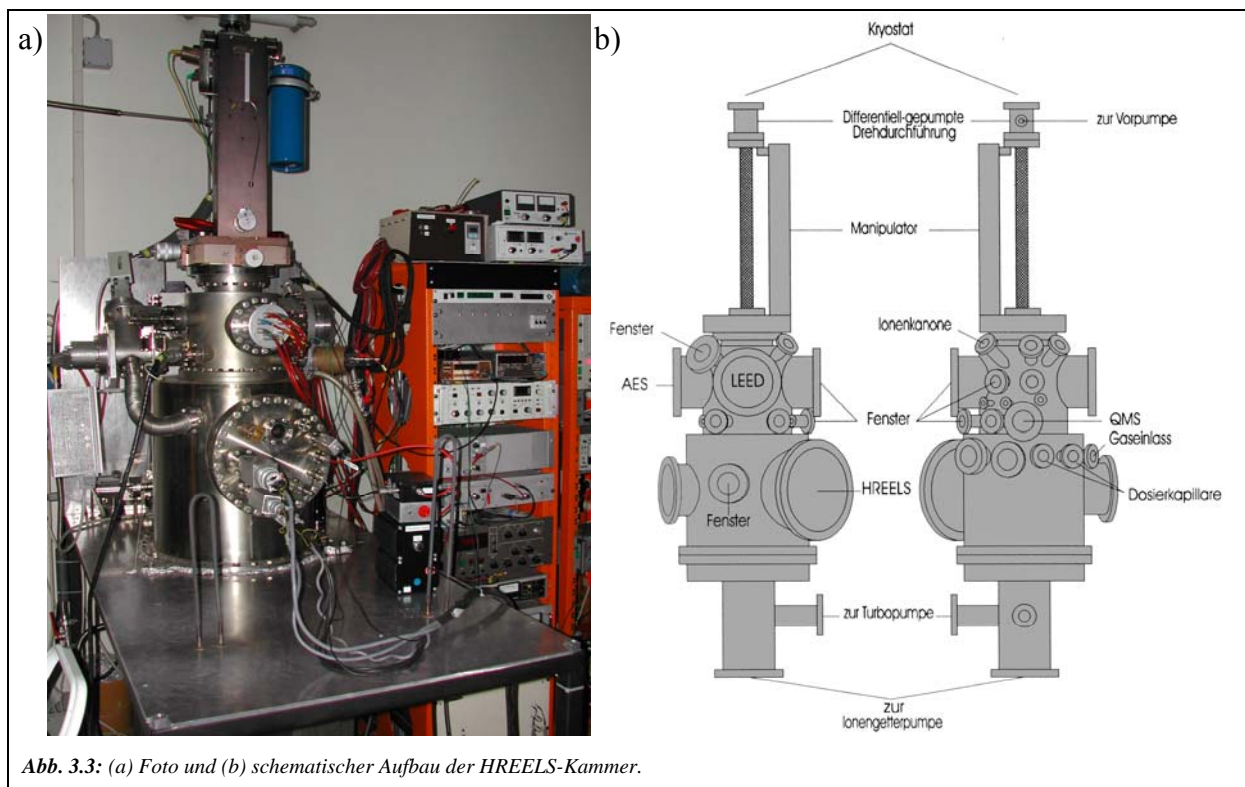 a)
b)
Kryostat
Differentiell-gepumpte
Drehdurchführung
zur Vorpumpe
Manipulator
Ionenkanone
Fenster
AES
LEED
Fenster
QMS
Gaseinlass
HREELS
Fenster
Dosierkapillare
zur Turbopumpe
zur
Ionengetterpumpe
Abb. 3.3: (a) Foto und (b) schematischer Aufbau der HREELS-Kammer.